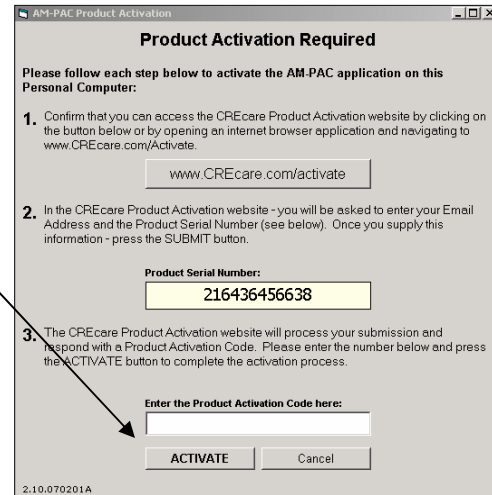 AM-PAC Product Activation
Product Activation Required
Please follow each step below to activate the AM-PAC application on this
Personal Computer:
1. Confirm that you can access the CREcare Product Activation website by clicking on
the button below or by opening an internet browser application and navigating to
www.CREcare.com/Activate.
www.CREcare.com/activate
2. In the CREcare Product Activation website - you will be asked to enter your Email
Address and the Product Serial Number (see below). Once you supply this
information - press the SUBMIT button.
Product Serial Number:
216436456638
3. The CREcare Product Activation website will process your submission and
respond with a Product Activation Code. Please enter the number below and press
the ACTIVATE button to complete the activation process.
Enter the Product Activation Code here:
ACTIVATE Cancel
2.10.070201A